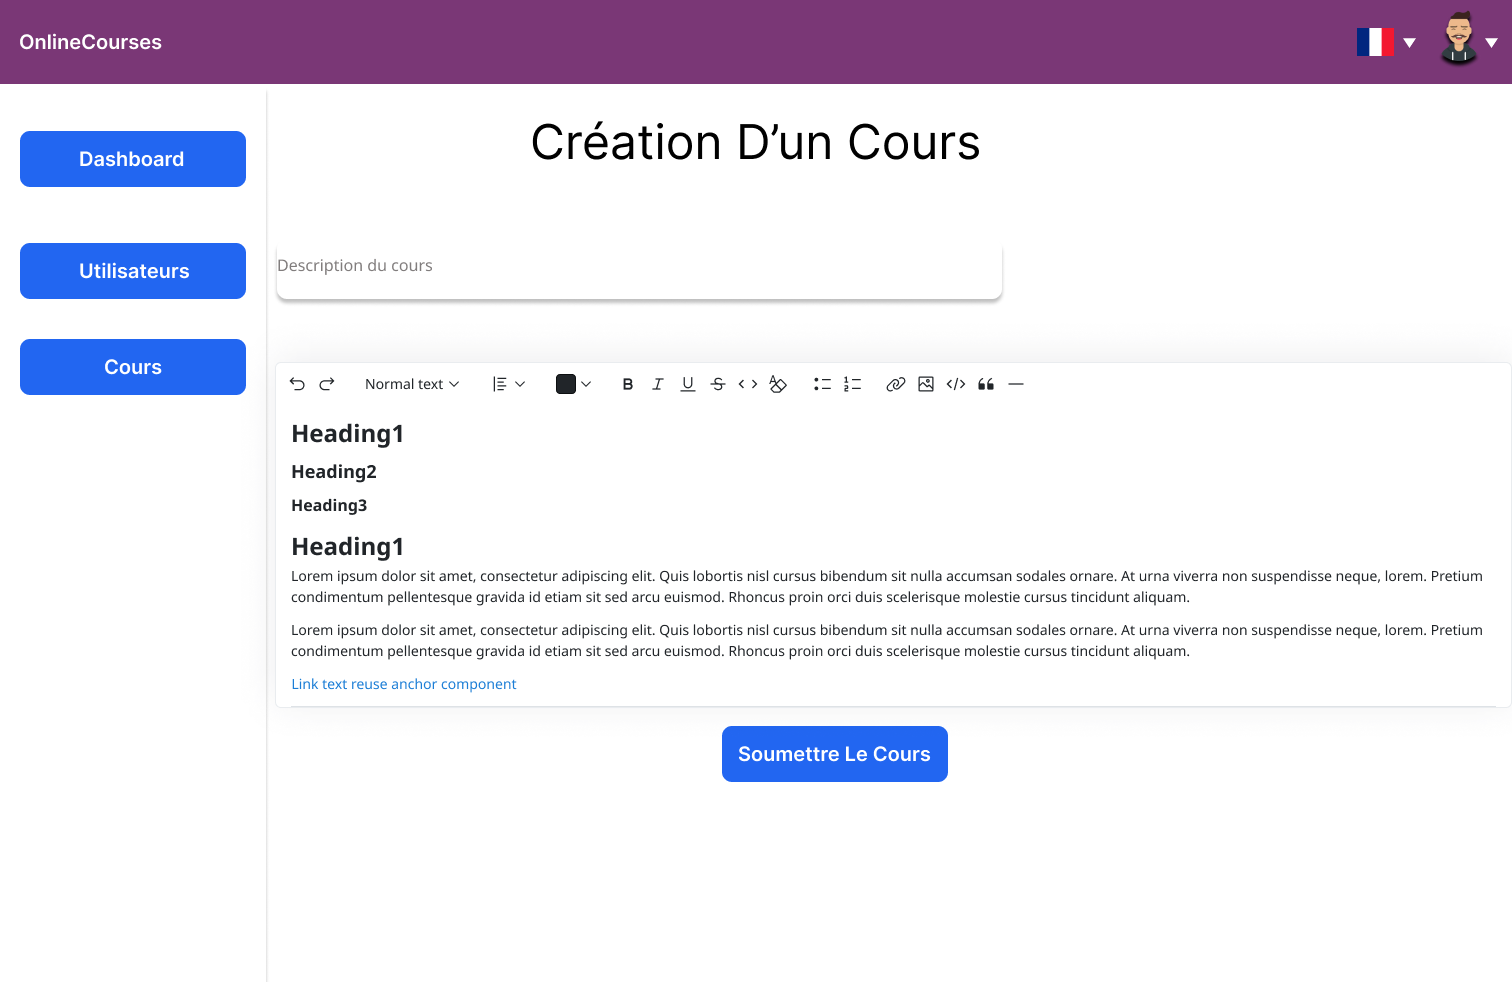 OnlineCourses
Dashboard
Utilisateurs
Cours
Création D’un Cours
Description du cours
Normal text
Heading1
Heading2
Heading3
Heading1
Lorem ipsum dolor sit amet, consectetur adipiscing elit. Quis lobortis nisl cursus bibendum sit nulla accumsan sodales ornare. At urna viverra non suspendisse neque, lorem. Pretium
condimentum pellentesque gravida id etiam sit sed arcu euismod. Rhoncus proin orci duis scelerisque molestie cursus tincidunt aliquam.
Lorem ipsum dolor sit amet, consectetur adipiscing elit. Quis lobortis nisl cursus bibendum sit nulla accumsan sodales ornare. At urna viverra non suspendisse neque, lorem. Pretium
condimentum pellentesque gravida id etiam sit sed arcu euismod. Rhoncus proin orci duis scelerisque molestie cursus tincidunt aliquam.
Link text reuse anchor component
Soumettre Le Cours